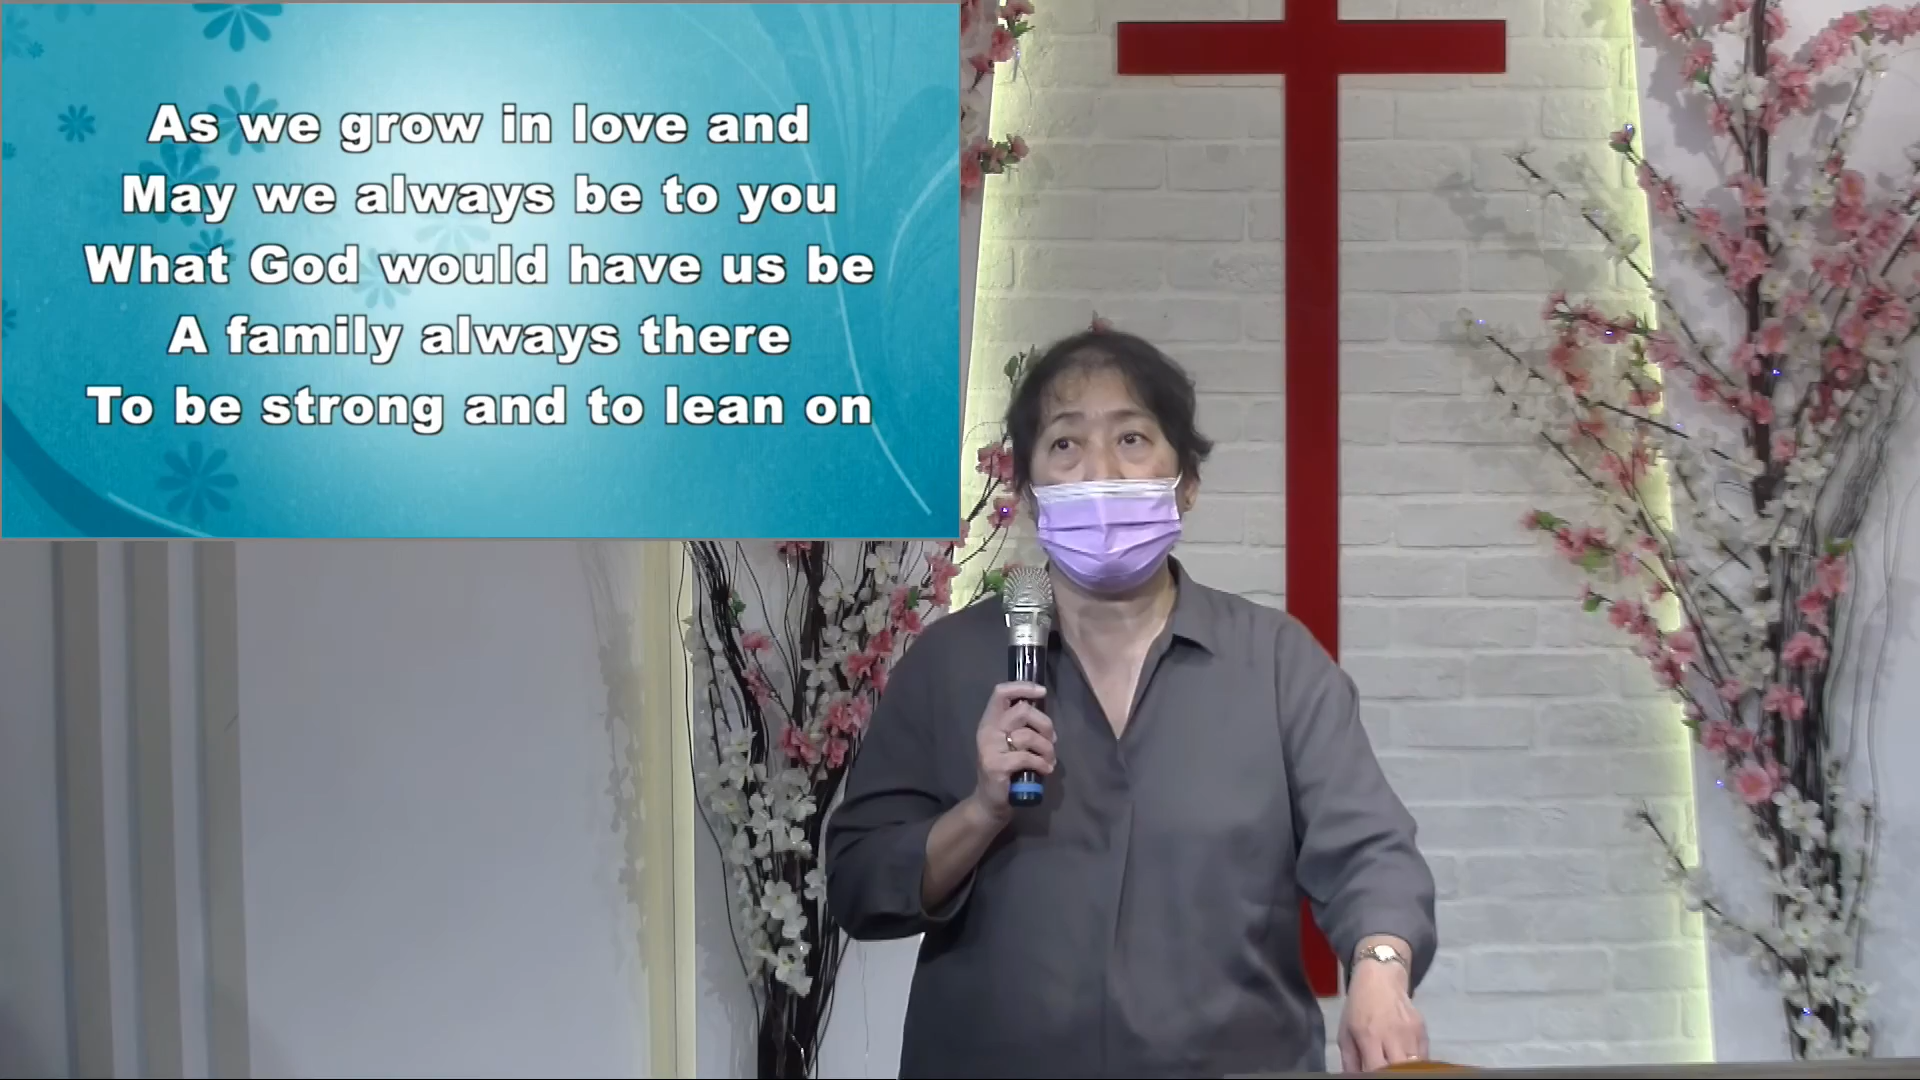 As we grow in love and
May we always be to you
What God would have us be
A family always there
To be strong and to lean on